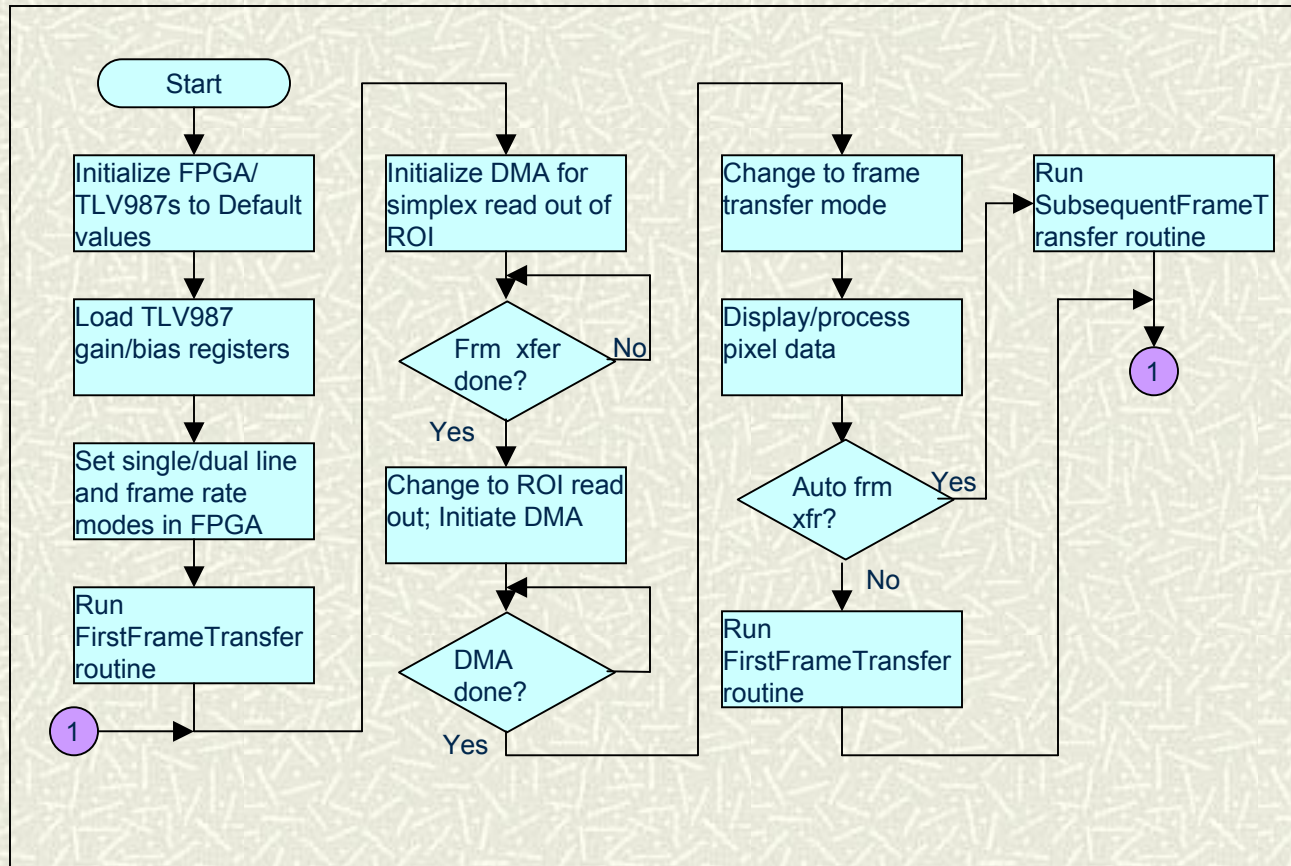 Start
Initialize FPGA/
TLV987s to Default
values
Load TLV987
gain/bias registers
Set single/dual line
and frame rate
modes in FPGA
Run
FirstFrameTransfer
routine
1
Initialize DMA for
simplex read out of
ROI
Frm xfer
done?
No
Yes
Change to ROI read
out; Initiate DMA
DMA
done?
Yes
Change to frame
transfer mode
Display/process
pixel data
Auto frm
xfr?
Yes
No
Run
FirstFrameTransfer
routine
Run
SubsequentFrameT
ransfer routine
1